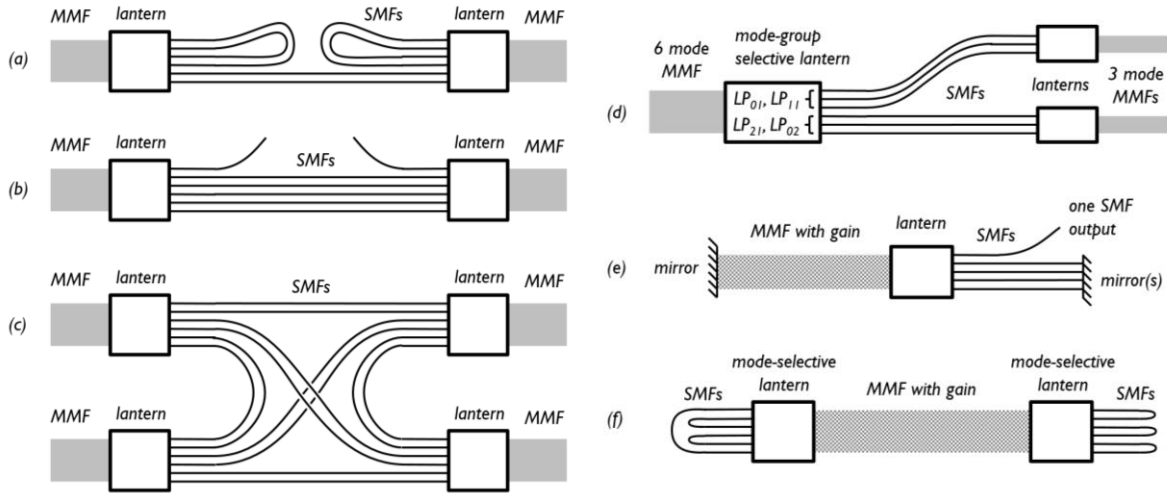 MMF lantern SMFs lantern MMF
(a)
MMF lantern lantern MMF
SMFs
(b)
MMF lantern SMFs lantern MMF
(c)
MMF lantern lantern MMF
6 mode
MMF
mode-group
selective lantern
LP01, LP11
LP21, LP02
SMFs
lanterns
3 mode
MMFs
(d)
one SMF
output
lantern
MMF with gain
SMFs
mirror
mirror(s)
(e)
mode-selective
lantern
mode-selective
lantern
SMFs
MMF with gain
SMFs
(f)